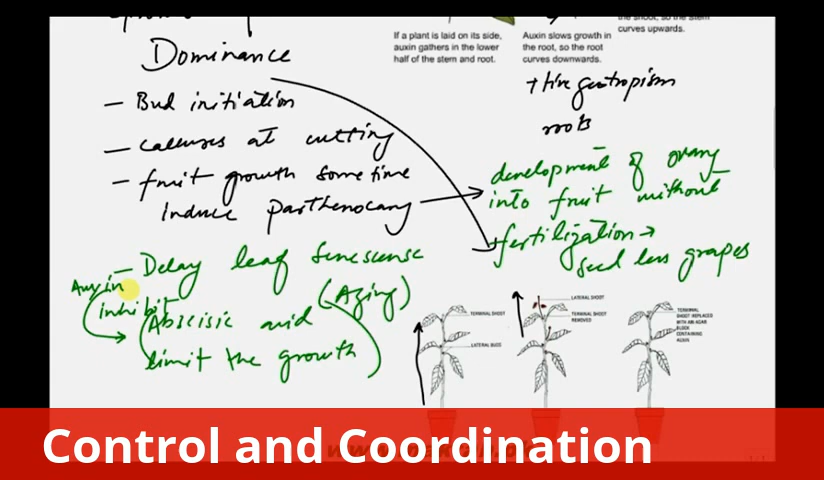 Dominance
— Bud initiation
— calluses at cutting
— fruit growth some time
Induce parthenocarpy
If a plant is laid on its side,
auxin gathers in the lower
half of the stem and root.
the shoot, so the stem
curves upwards.
Auxin slows growth in
the root, so the root
curves downwards.
+tive geotropism
roots
development of ovary
into fruit without
fertilization →
seed less grapes
— Delay leaf senescense
(Aging)
Auxin
inhibit
(Abscisic acid
limit the growth)
TERMINAL SHOOT
LATERAL BUDS
LATERAL SHOOT
TERMINAL SHOOT
REMOVED
TERMINAL
SHOOT REPLACED
WITH AN AGAR
BLOCK
CONTAINING
AUXIN
Control and Coordination